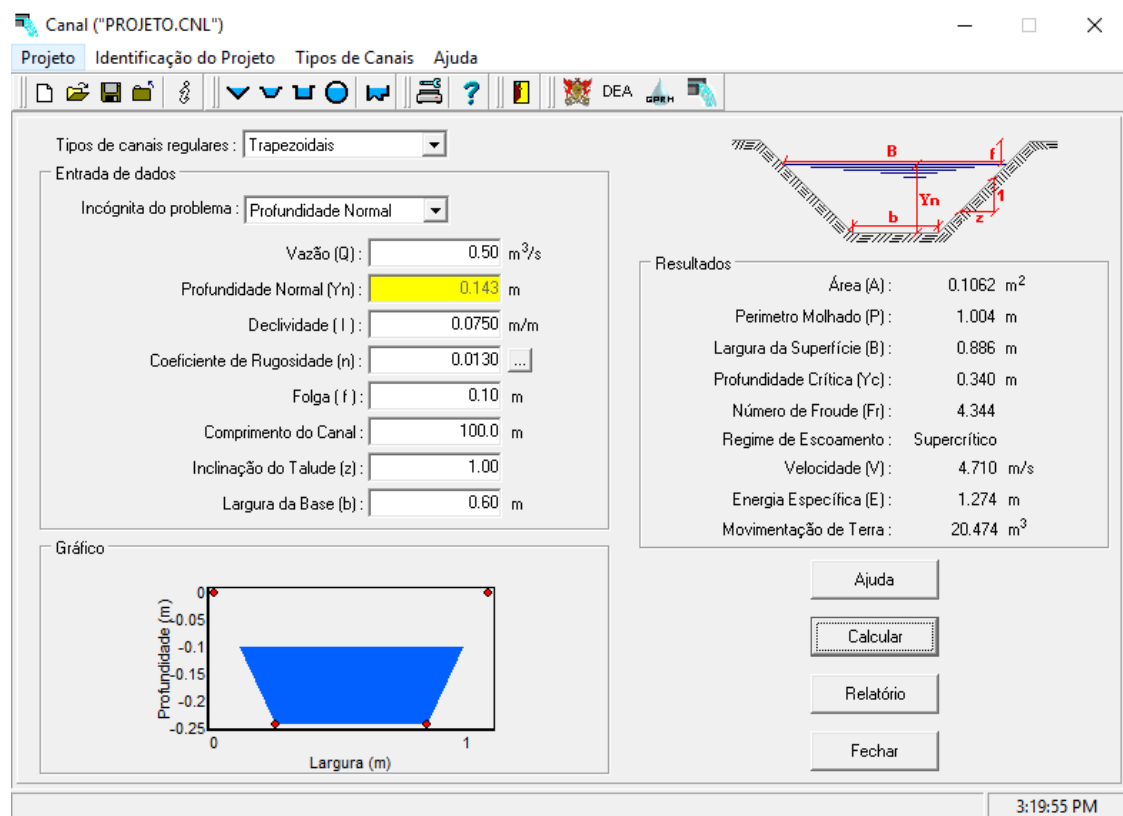 Canal ("PROJETO.CNL")
Projeto Identificação do Projeto Tipos de Canais Ajuda
DEA GPRH
Tipos de canais regulares : Trapezoidais
Entrada de dados
Incógnita do problema : Profundidade Normal
Vazão (Q) : 0.50 m³/s
Profundidade Normal (Yn) : 0.143 m
Declividade ( I ) : 0.0750 m/m
Coeficiente de Rugosidade (n) : 0.0130 ...
Folga ( f ) : 0.10 m
Comprimento do Canal : 100.0 m
Inclinação do Talude (z) : 1.00
Largura da Base (b) : 0.60 m
B f
Yn 1
b z
Resultados
Área (A) : 0.1062 m²
Perimetro Molhado (P) : 1.004 m
Largura da Superfície (B) : 0.886 m
Profundidade Crítica (Yc) : 0.340 m
Número de Froude (Fr) : 4.344
Regime de Escoamento : Supercrítico
Velocidade (V) : 4.710 m/s
Energia Específica (E) : 1.274 m
Movimentação de Terra : 20.474 m³
Gráfico
Profundidade (m)
0
-0.05
-0.1
-0.15
-0.2
-0.25
0 1
Largura (m)
Ajuda
Calcular
Relatório
Fechar
3:19:55 PM